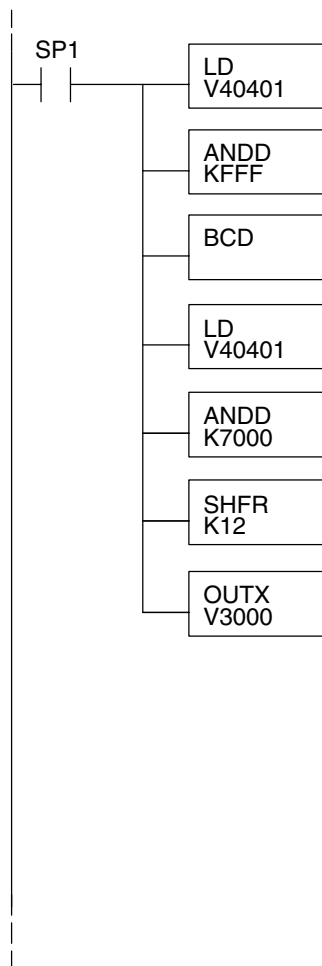 SP1
LD
V40401
ANDD
KFFF
BCD
LD
V40401
ANDD
K7000
SHFR
K12
OUTX
V3000